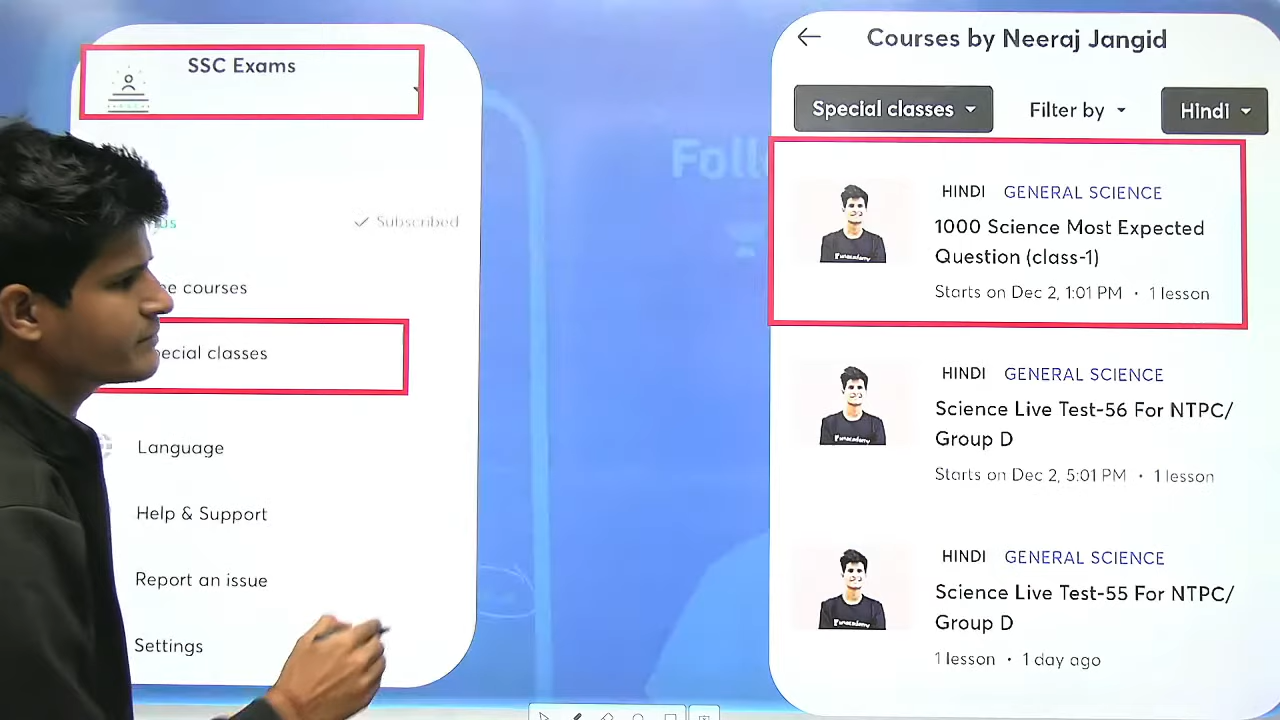 SSC Exams
Subscribed
courses
classes
Language
Help & Support
Report an issue
Settings
Courses by Neeraj Jangid
Special classes
Filter by
Hindi
HINDI GENERAL SCIENCE
1000 Science Most Expected
Question (class-1)
Starts on Dec 2, 1:01 PM • 1 lesson
unacademy
HINDI GENERAL SCIENCE
Science Live Test-56 For NTPC/
Group D
Starts on Dec 2, 5:01 PM • 1 lesson
unacademy
HINDI GENERAL SCIENCE
Science Live Test-55 For NTPC/
Group D
1 lesson • 1 day ago
unacademy